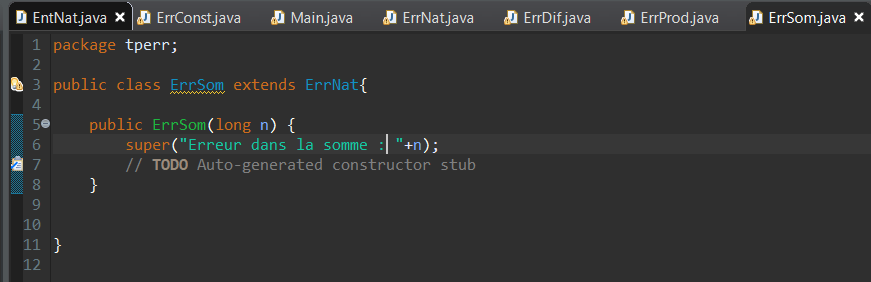 EntNat.java ErrConst.java Main.java ErrNat.java ErrDif.java ErrProd.java ErrSom.java
1 package tperr;
2
3 public class ErrSom extends ErrNat{
4
5 public ErrSom(long n) {
6 super("Erreur dans la somme : "+n);
7 // TODO Auto-generated constructor stub
8 }
9
10
11 }
12